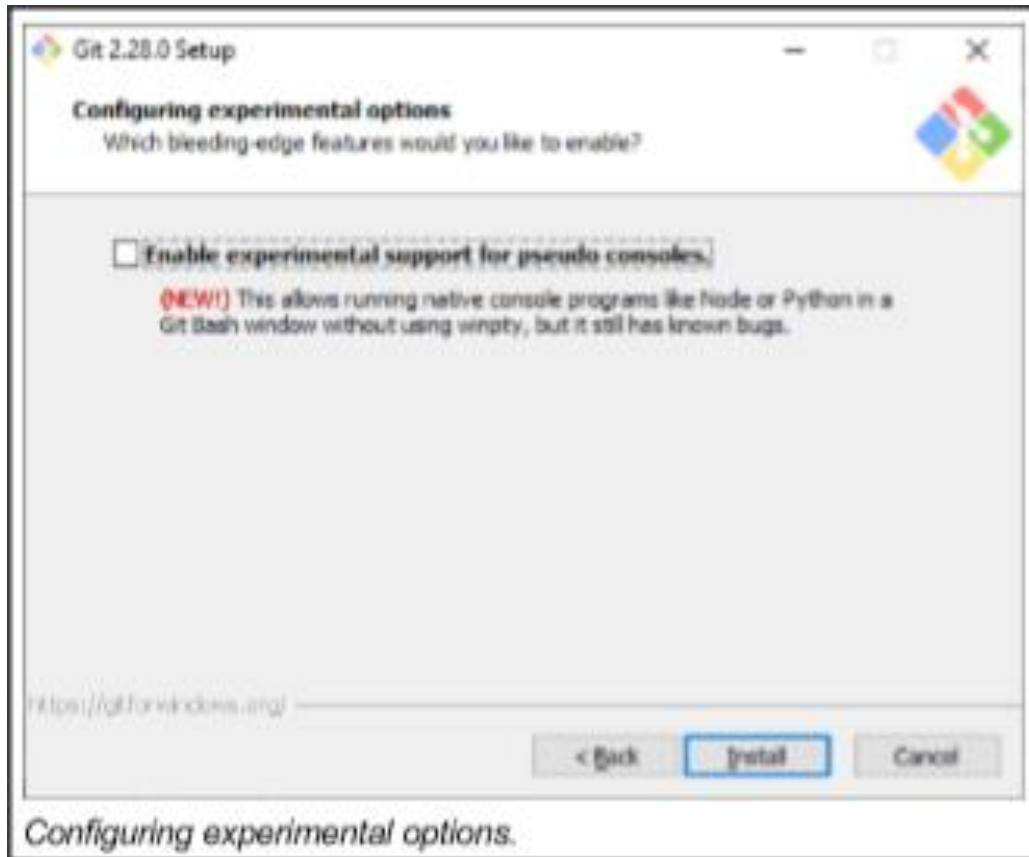 Git 2.28.0 Setup
Configuring experimental options
Which bleeding-edge features would you like to enable?
Enable experimental support for pseudo consoles.
(NEW!) This allows running native console programs like Node or Python in a
Git Bash window without using winpty, but it still has known bugs.
https://gitforwindows.org/
< Back
Install
Cancel
Configuring experimental options.